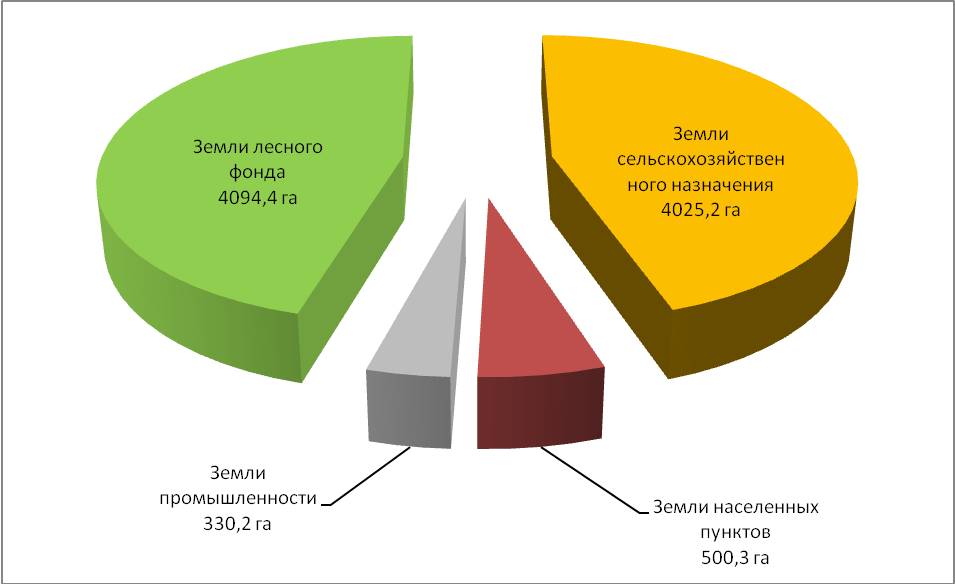 Земли лесного
фонда
4094,4 га
Земли
сельскохозяйствен
ного назначения
4025,2 га
Земли
промышленности
330,2 га
Земли населенных
пунктов
500,3 га